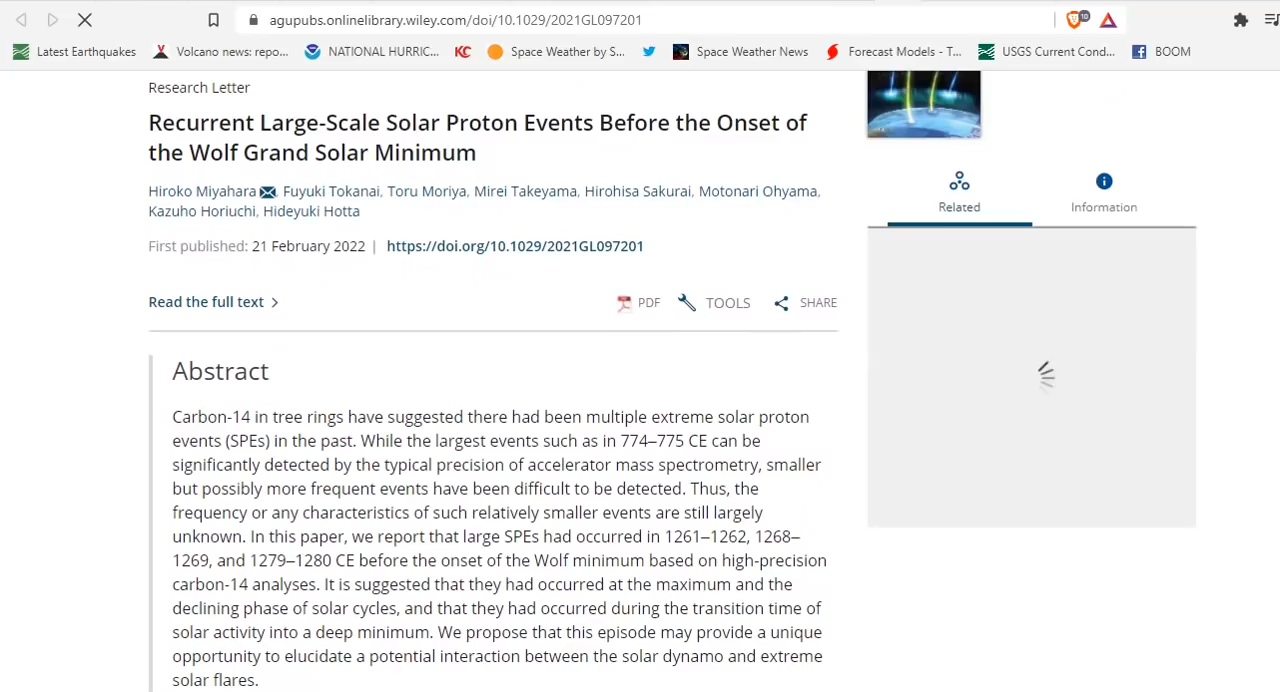 agupubs.onlinelibrary.wiley.com/doi/10.1029/2021GL097201
10
Latest Earthquakes
Volcano news: repo...
NATIONAL HURRIC...
KC
Space Weather by S...
Space Weather News
Forecast Models - T...
USGS Current Cond...
BOOM
Research Letter
Recurrent Large-Scale Solar Proton Events Before the Onset of
the Wolf Grand Solar Minimum
Hiroko Miyahara, Fuyuki Tokanai, Toru Moriya, Mirei Takeyama, Hirohisa Sakurai, Motonari Ohyama,
Kazuho Horiuchi, Hideyuki Hotta
First published: 21 February 2022 | https://doi.org/10.1029/2021GL097201
Read the full text
PDF
TOOLS
SHARE
Related
Information
Abstract
Carbon-14 in tree rings have suggested there had been multiple extreme solar proton
events (SPEs) in the past. While the largest events such as in 774–775 CE can be
significantly detected by the typical precision of accelerator mass spectrometry, smaller
but possibly more frequent events have been difficult to be detected. Thus, the
frequency or any characteristics of such relatively smaller events are still largely
unknown. In this paper, we report that large SPEs had occurred in 1261–1262, 1268–
1269, and 1279–1280 CE before the onset of the Wolf minimum based on high-precision
carbon-14 analyses. It is suggested that they had occurred at the maximum and the
declining phase of solar cycles, and that they had occurred during the transition time of
solar activity into a deep minimum. We propose that this episode may provide a unique
opportunity to elucidate a potential interaction between the solar dynamo and extreme
solar flares.